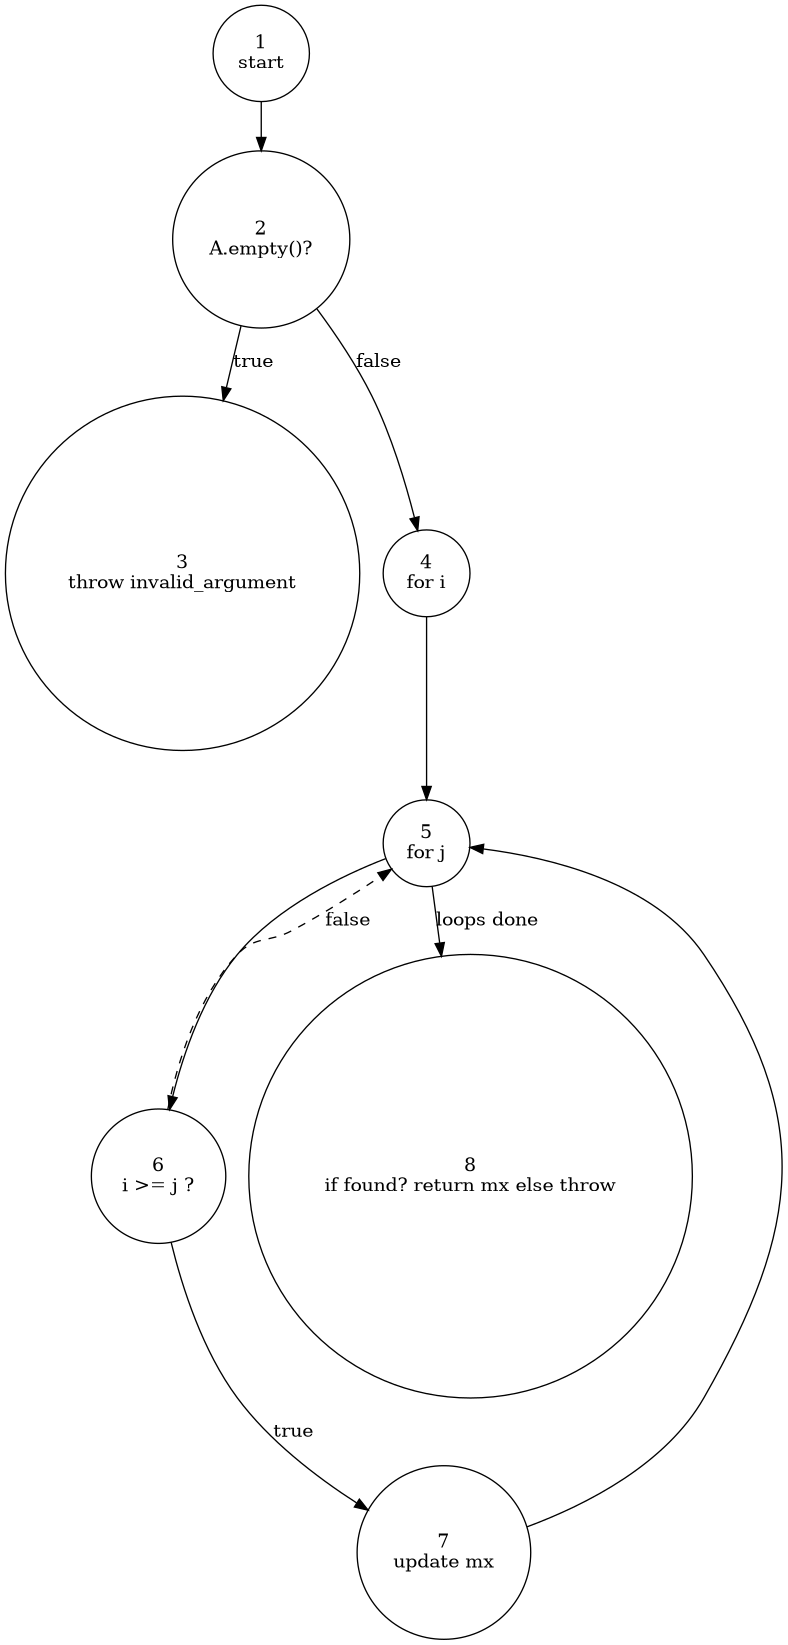 1
start
2
A.empty()?
true
false
3
throw invalid_argument
4
for i
5
for j
false
loops done
6
i >= j ?
8
if found? return mx else throw
true
7
update mx